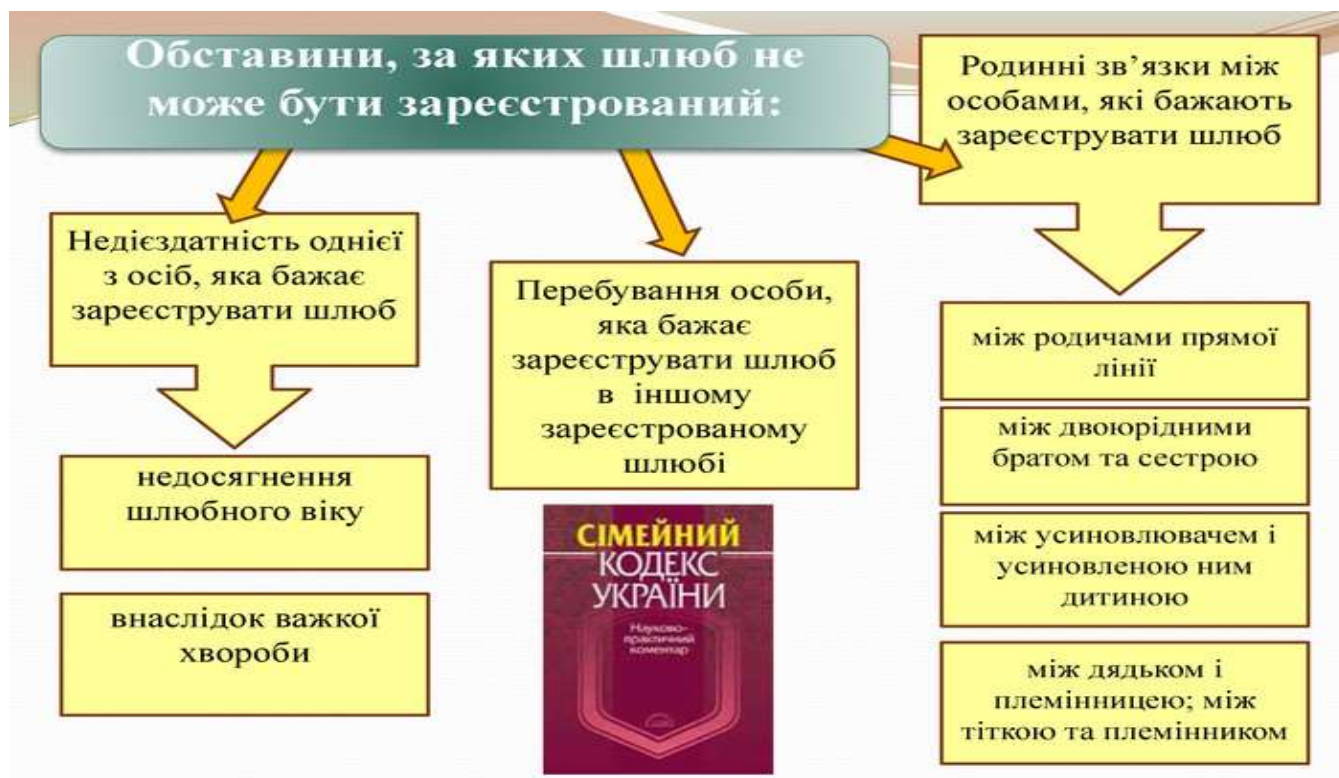 Обставини, за яких шлюб не
може бути зареєстрований:
Недієздатність однієї
з осіб, яка бажає
зареєструвати шлюб
недосягнення
шлюбного віку
внаслідок важкої
хвороби
Перебування особи,
яка бажає
зареєструвати шлюб
в іншому
зареєстрованому
шлюбі
СІМЕЙНИЙ
КОДЕКС
УКРАЇНИ
Науково-
практичний
коментар
Родинні зв’язки між
особами, які бажають
зареєструвати шлюб
між родичами прямої
лінії
між двоюрідними
братом та сестрою
між усиновлювачем і
усиновленою ним
дитиною
між дядьком і
племінницею; між
тіткою та племінником